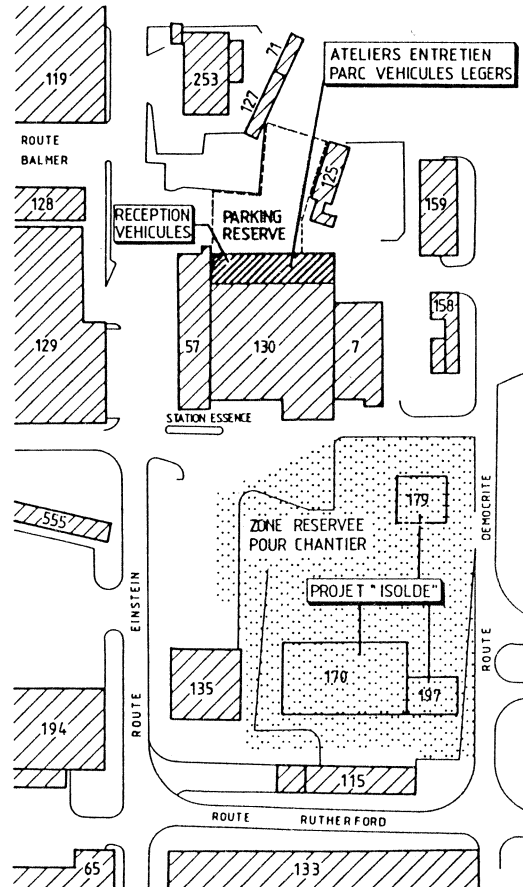 119
253
71
127
ATELIERS ENTRETIEN
PARC VEHICULES LEGERS
ROUTE
BALMER
128
125
159
RECEPTION
VEHICULES
PARKING
RESERVE
129
57
130
7
158
STATION ESSENCE
179
ZONE RESERVEE
POUR CHANTIER
555
ROUTE DEMOCRITE
PROJET "ISOLDE"
ROUTE EINSTEIN
135
170
197
194
115
ROUTE RUTHERFORD
65
133